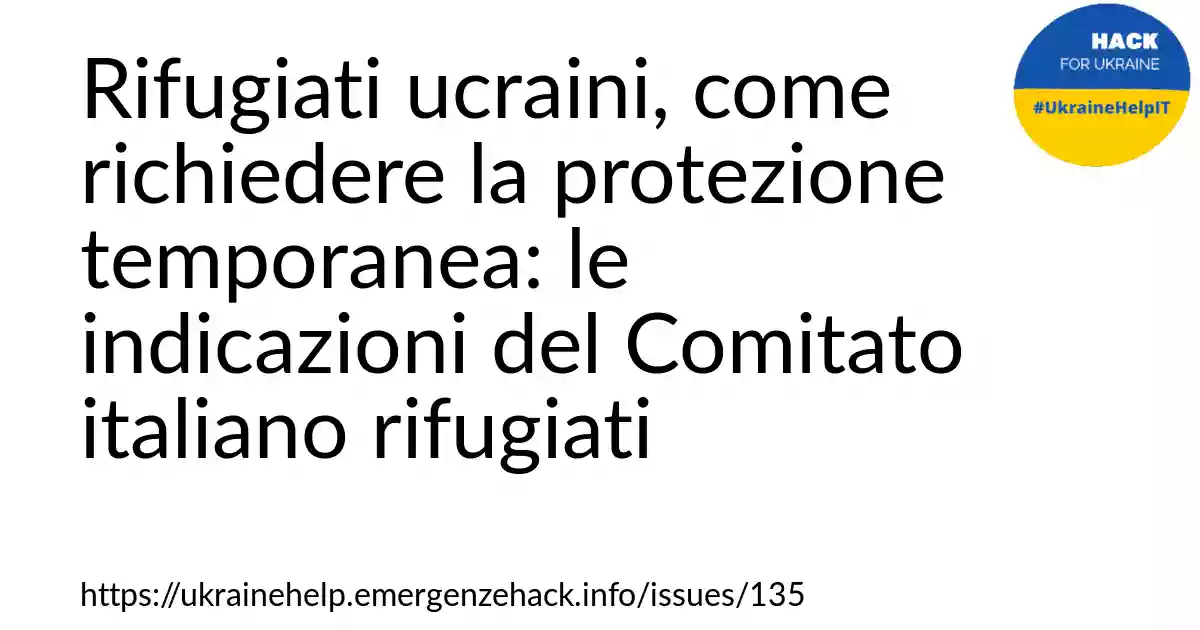 Rifugiati ucraini, come
richiedere la protezione
temporanea: le
indicazioni del Comitato
italiano rifugiati
HACK
FOR UKRAINE
#UkraineHelpIT
https://ukrainehelp.emergenzehack.info/issues/135